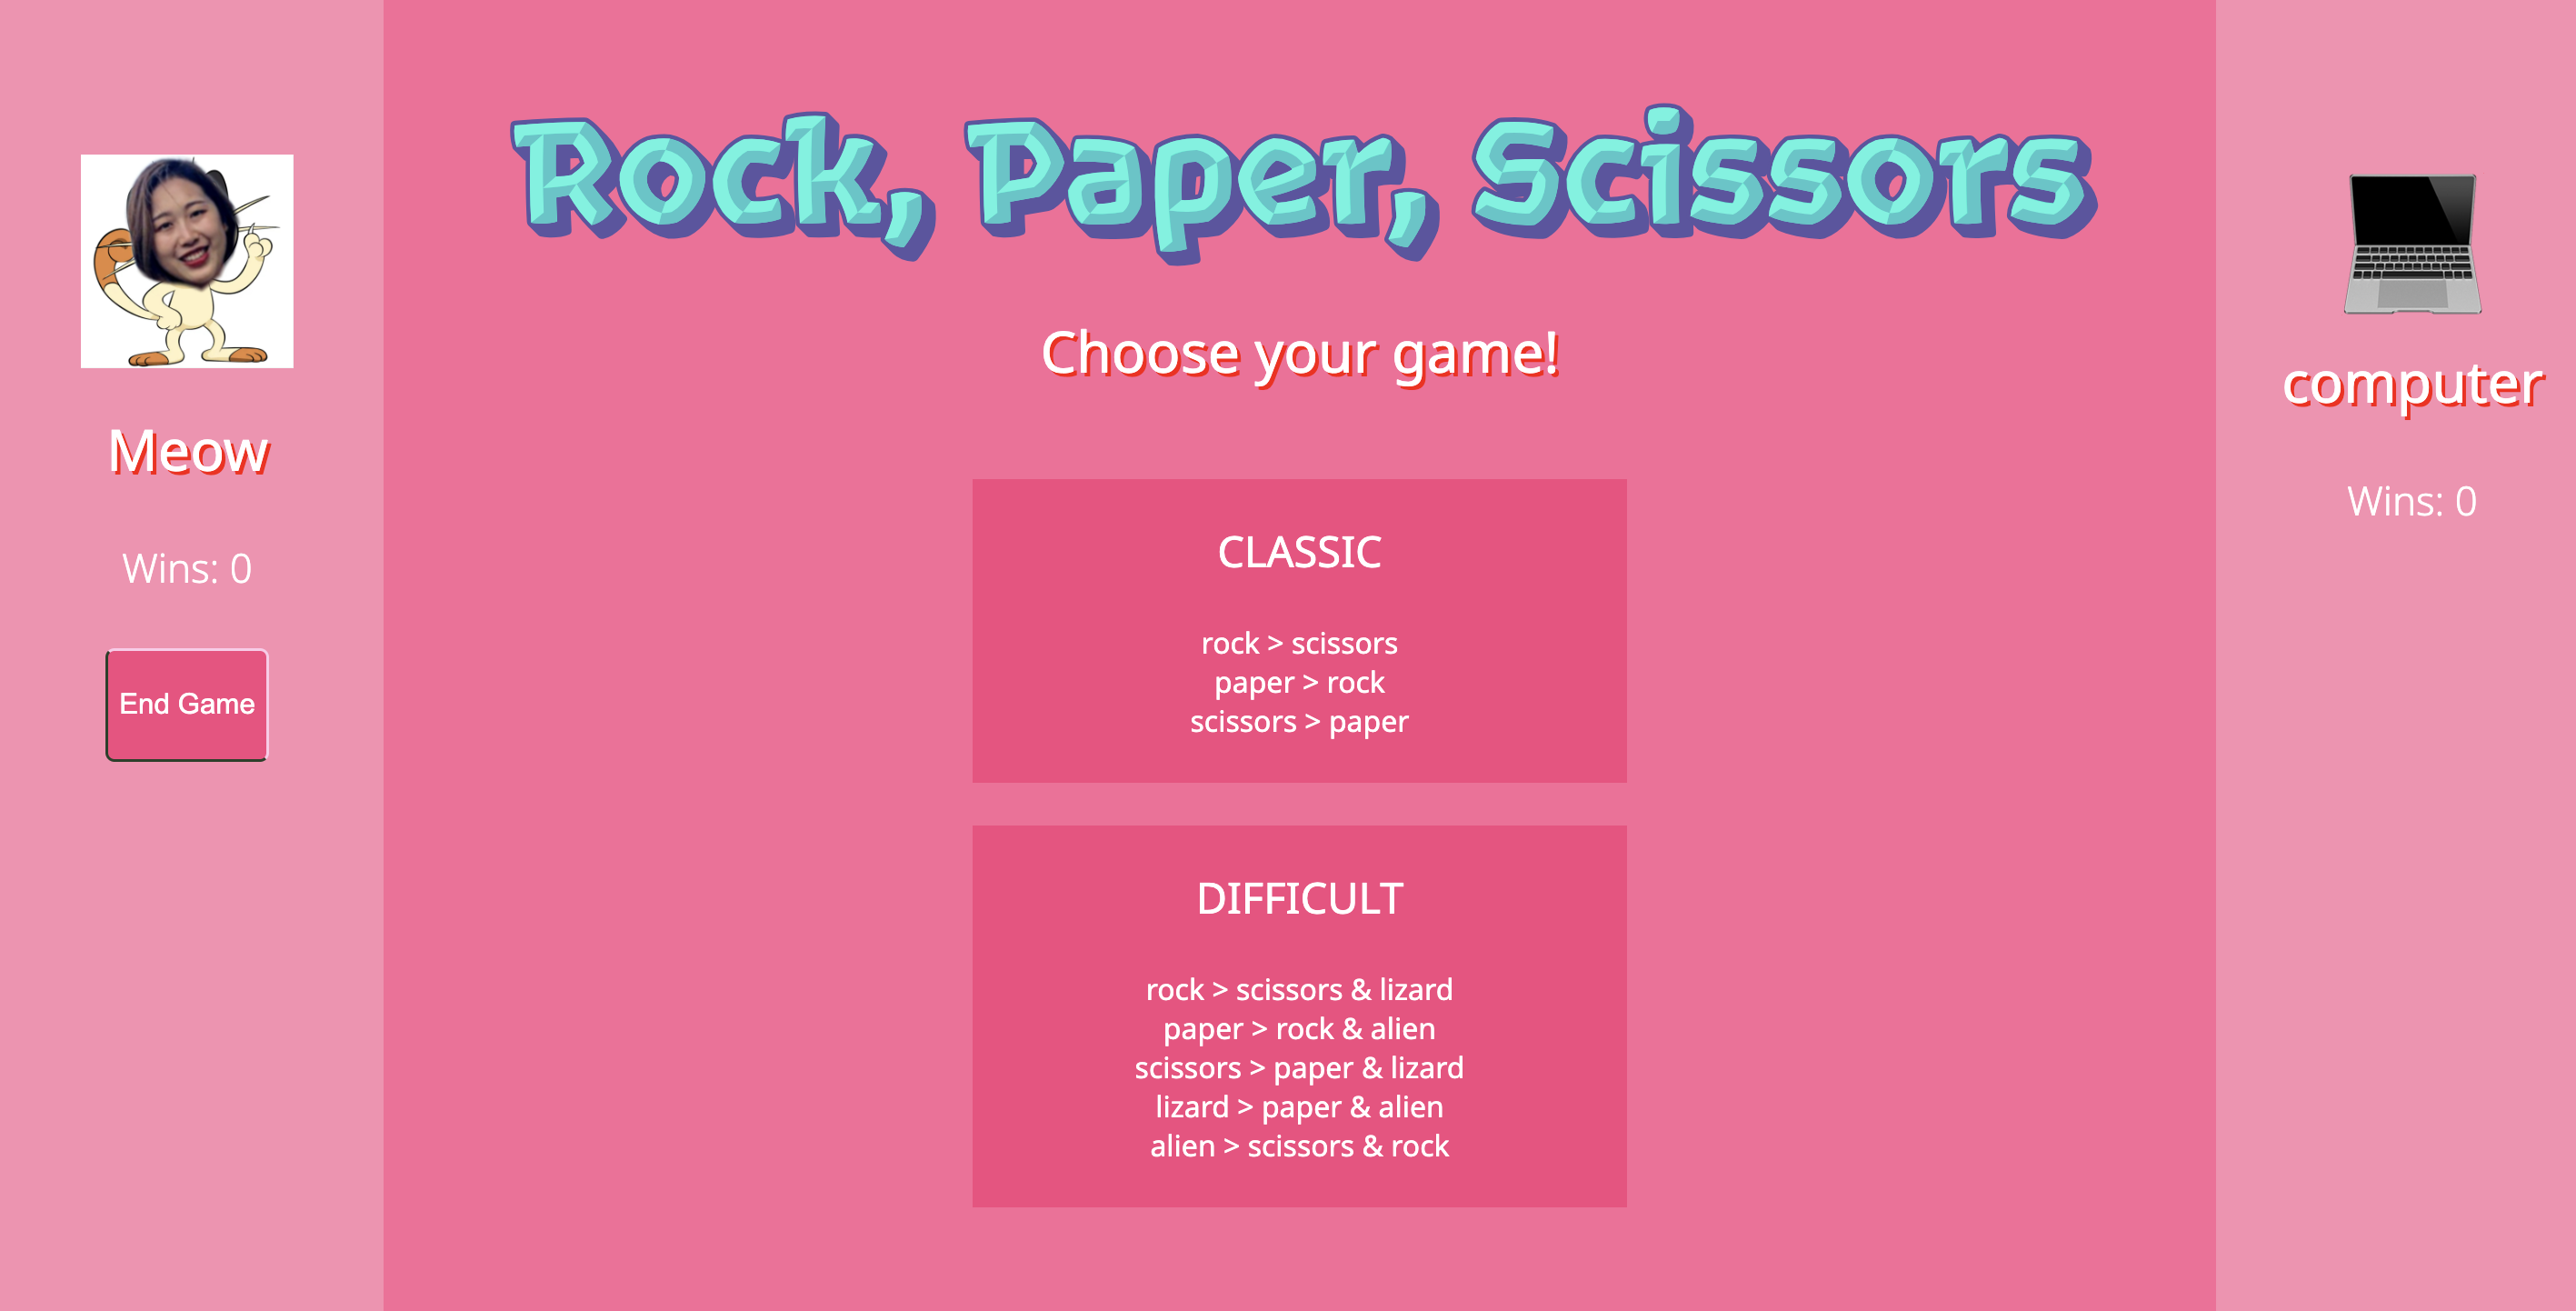 Rock, Paper, Scissors
Choose your game!
Meow
Wins: 0
End Game
CLASSIC
rock > scissors
paper > rock
scissors > paper
DIFFICULT
rock > scissors & lizard
paper > rock & alien
scissors > paper & lizard
lizard > paper & alien
alien > scissors & rock
computer
Wins: 0